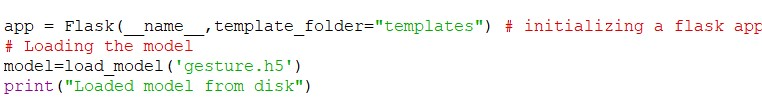 app = Flask(__name__,template_folder="templates") # initializing a flask app
# Loading the model
model=load_model('gesture.h5')
print("Loaded model from disk")